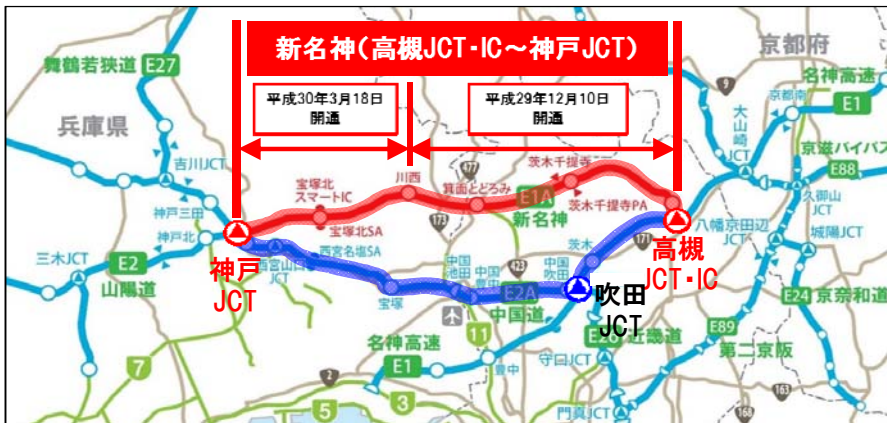 新名神(高槻JCT・IC～神戸JCT)
平成30年3月18日
開通
平成29年12月10日
開通
京都府
舞鶴若狭道 E27
名神高速
E1
9
京都南
大山崎
JCT
兵庫県
吉川JCT
477
茨木千提寺
京滋バイパス
E88
宝塚北
スマートIC
川西
箕面とどろみ
E1A
新名神
茨木千提寺PA
久御山
JCT
神戸三田
宝塚北SA
173
神戸北
西宮名塩SA
茨木
171
高槻
JCT・IC
八幡京田辺
JCT
城陽
JCT
三木JCT
E2
山陽道
神戸
JCT
西宮山口
JCT
中国
池田
中国
豊中
423
中国
吹田
宝塚
E2A
中国道
吹田
JCT
E24 京奈和道
11
名神高速
E1
豊中
E26 近畿道
守口JCT
E89
第二京阪
7
2
5
3
163
168
門真JCT